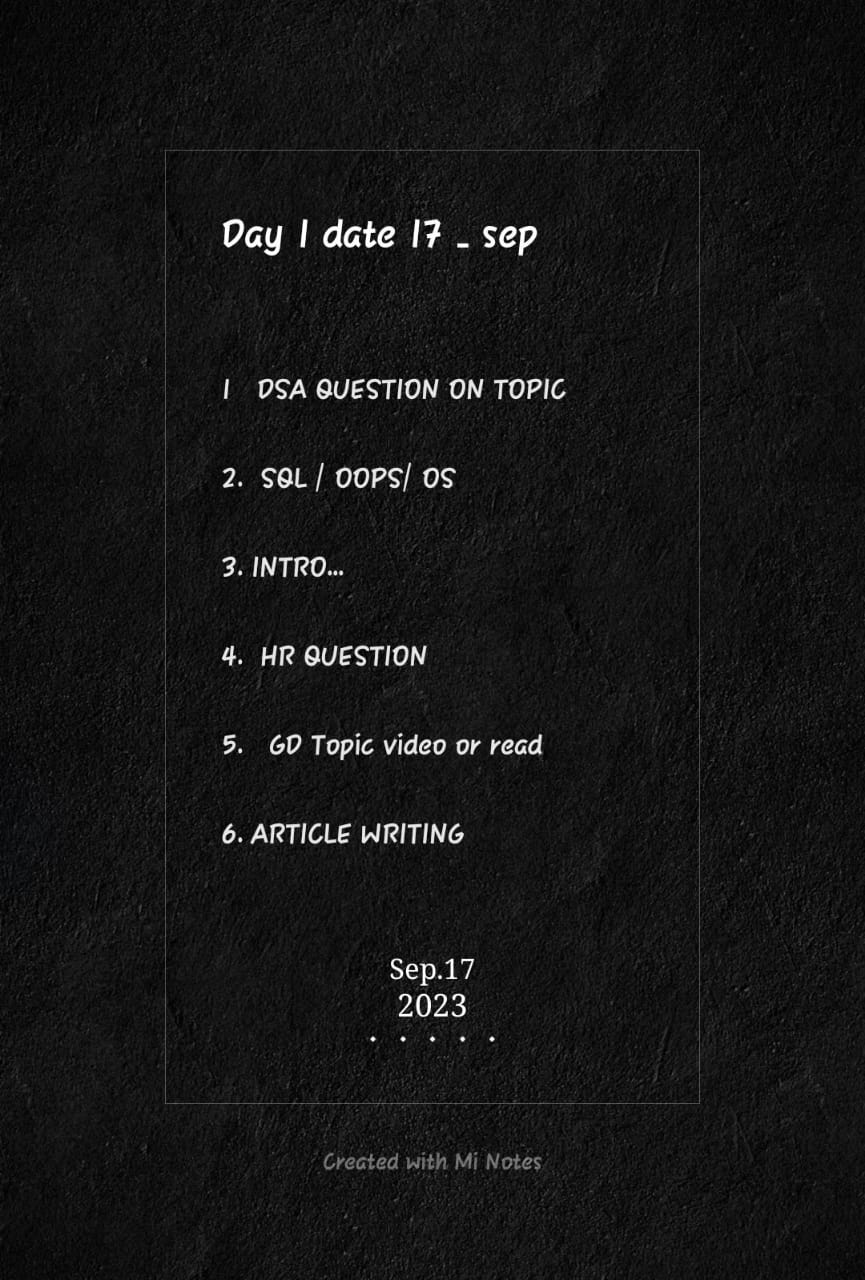 Day 1 date 17 - sep
1 DSA QUESTION ON TOPIC
2. SQL / OOPS/ OS
3. INTRO...
4. HR QUESTION
5. GD Topic video or read
6. ARTICLE WRITING
Sep.17
2023
Created with Mi Notes